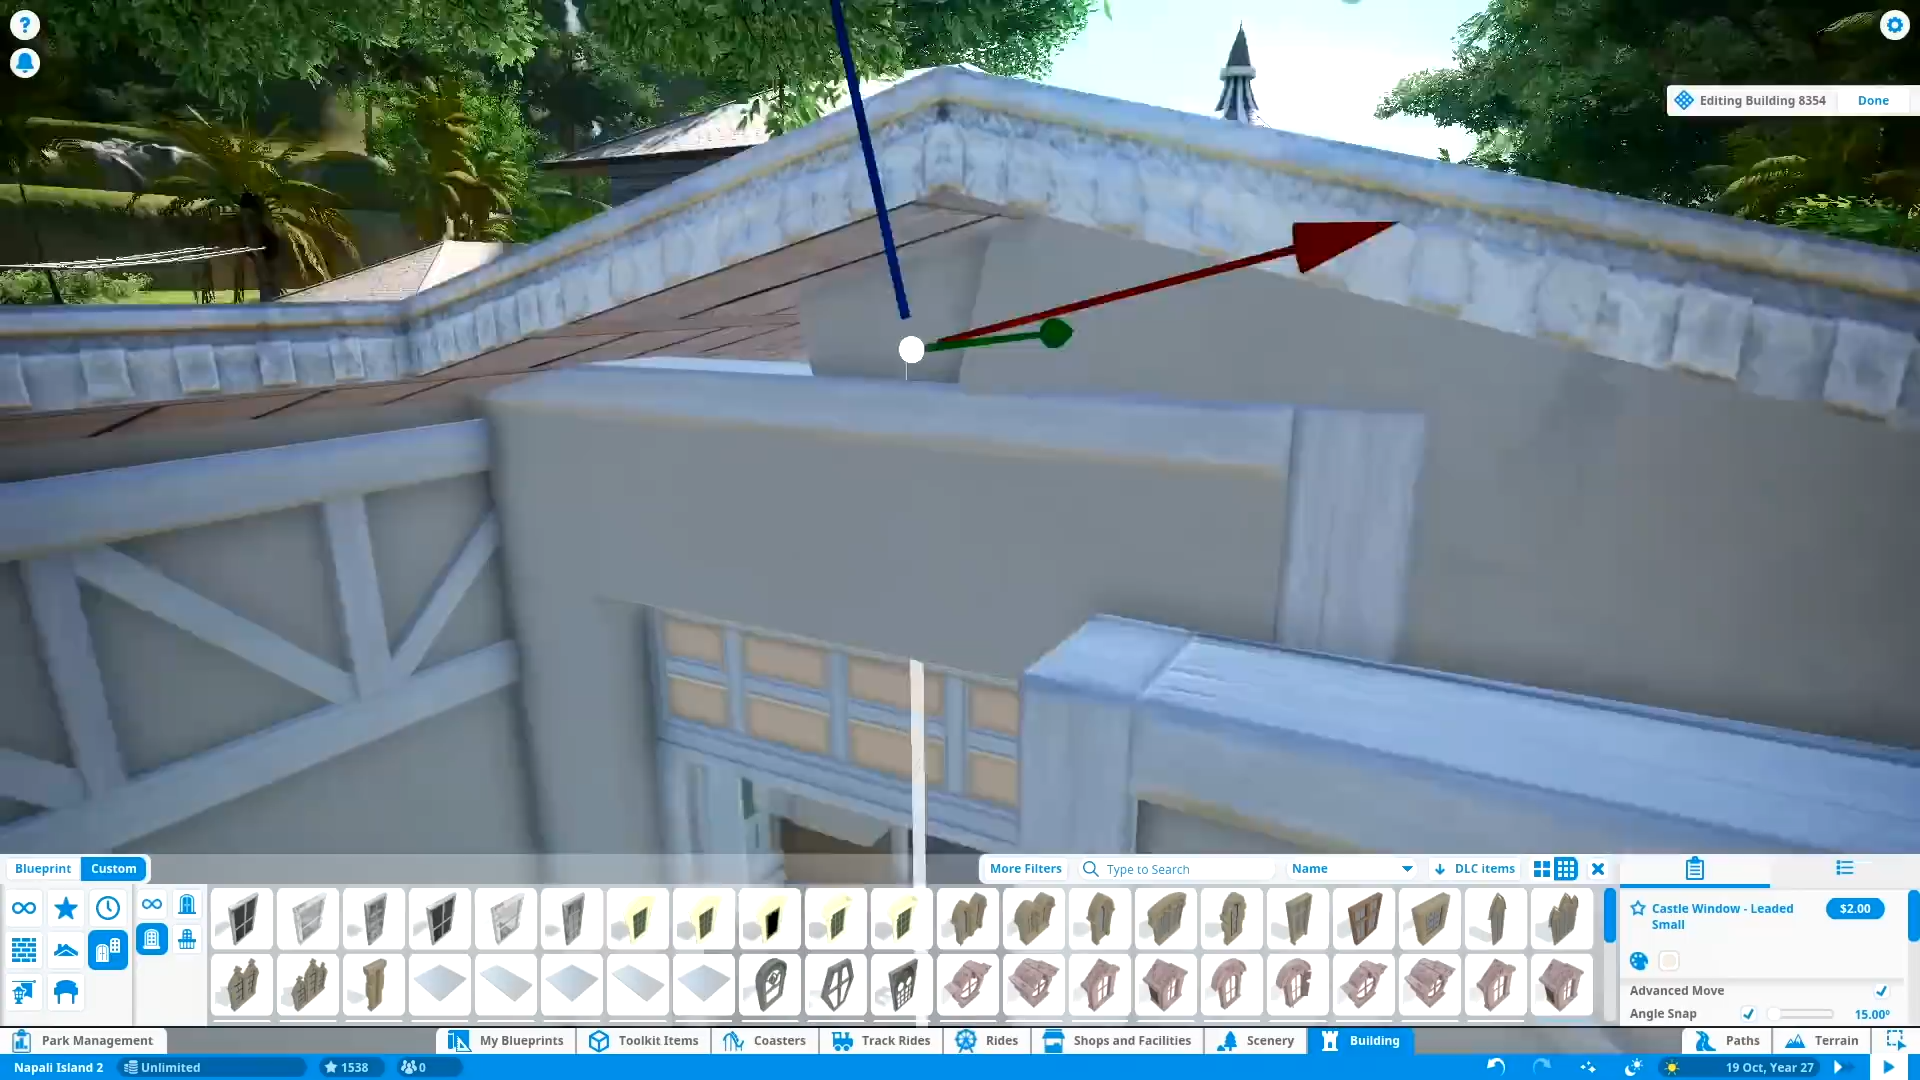 ?
Editing Building 8354 Done
Blueprint Custom
More Filters Type to Search Name DLC items
Castle Window - Leaded Small $2.00
Advanced Move
Angle Snap 15.00°
Park Management My Blueprints Toolkit Items Coasters Track Rides Rides Shops and Facilities Scenery Building Paths Terrain
Napali Island 2 Unlimited 1538 0 19 Oct, Year 27